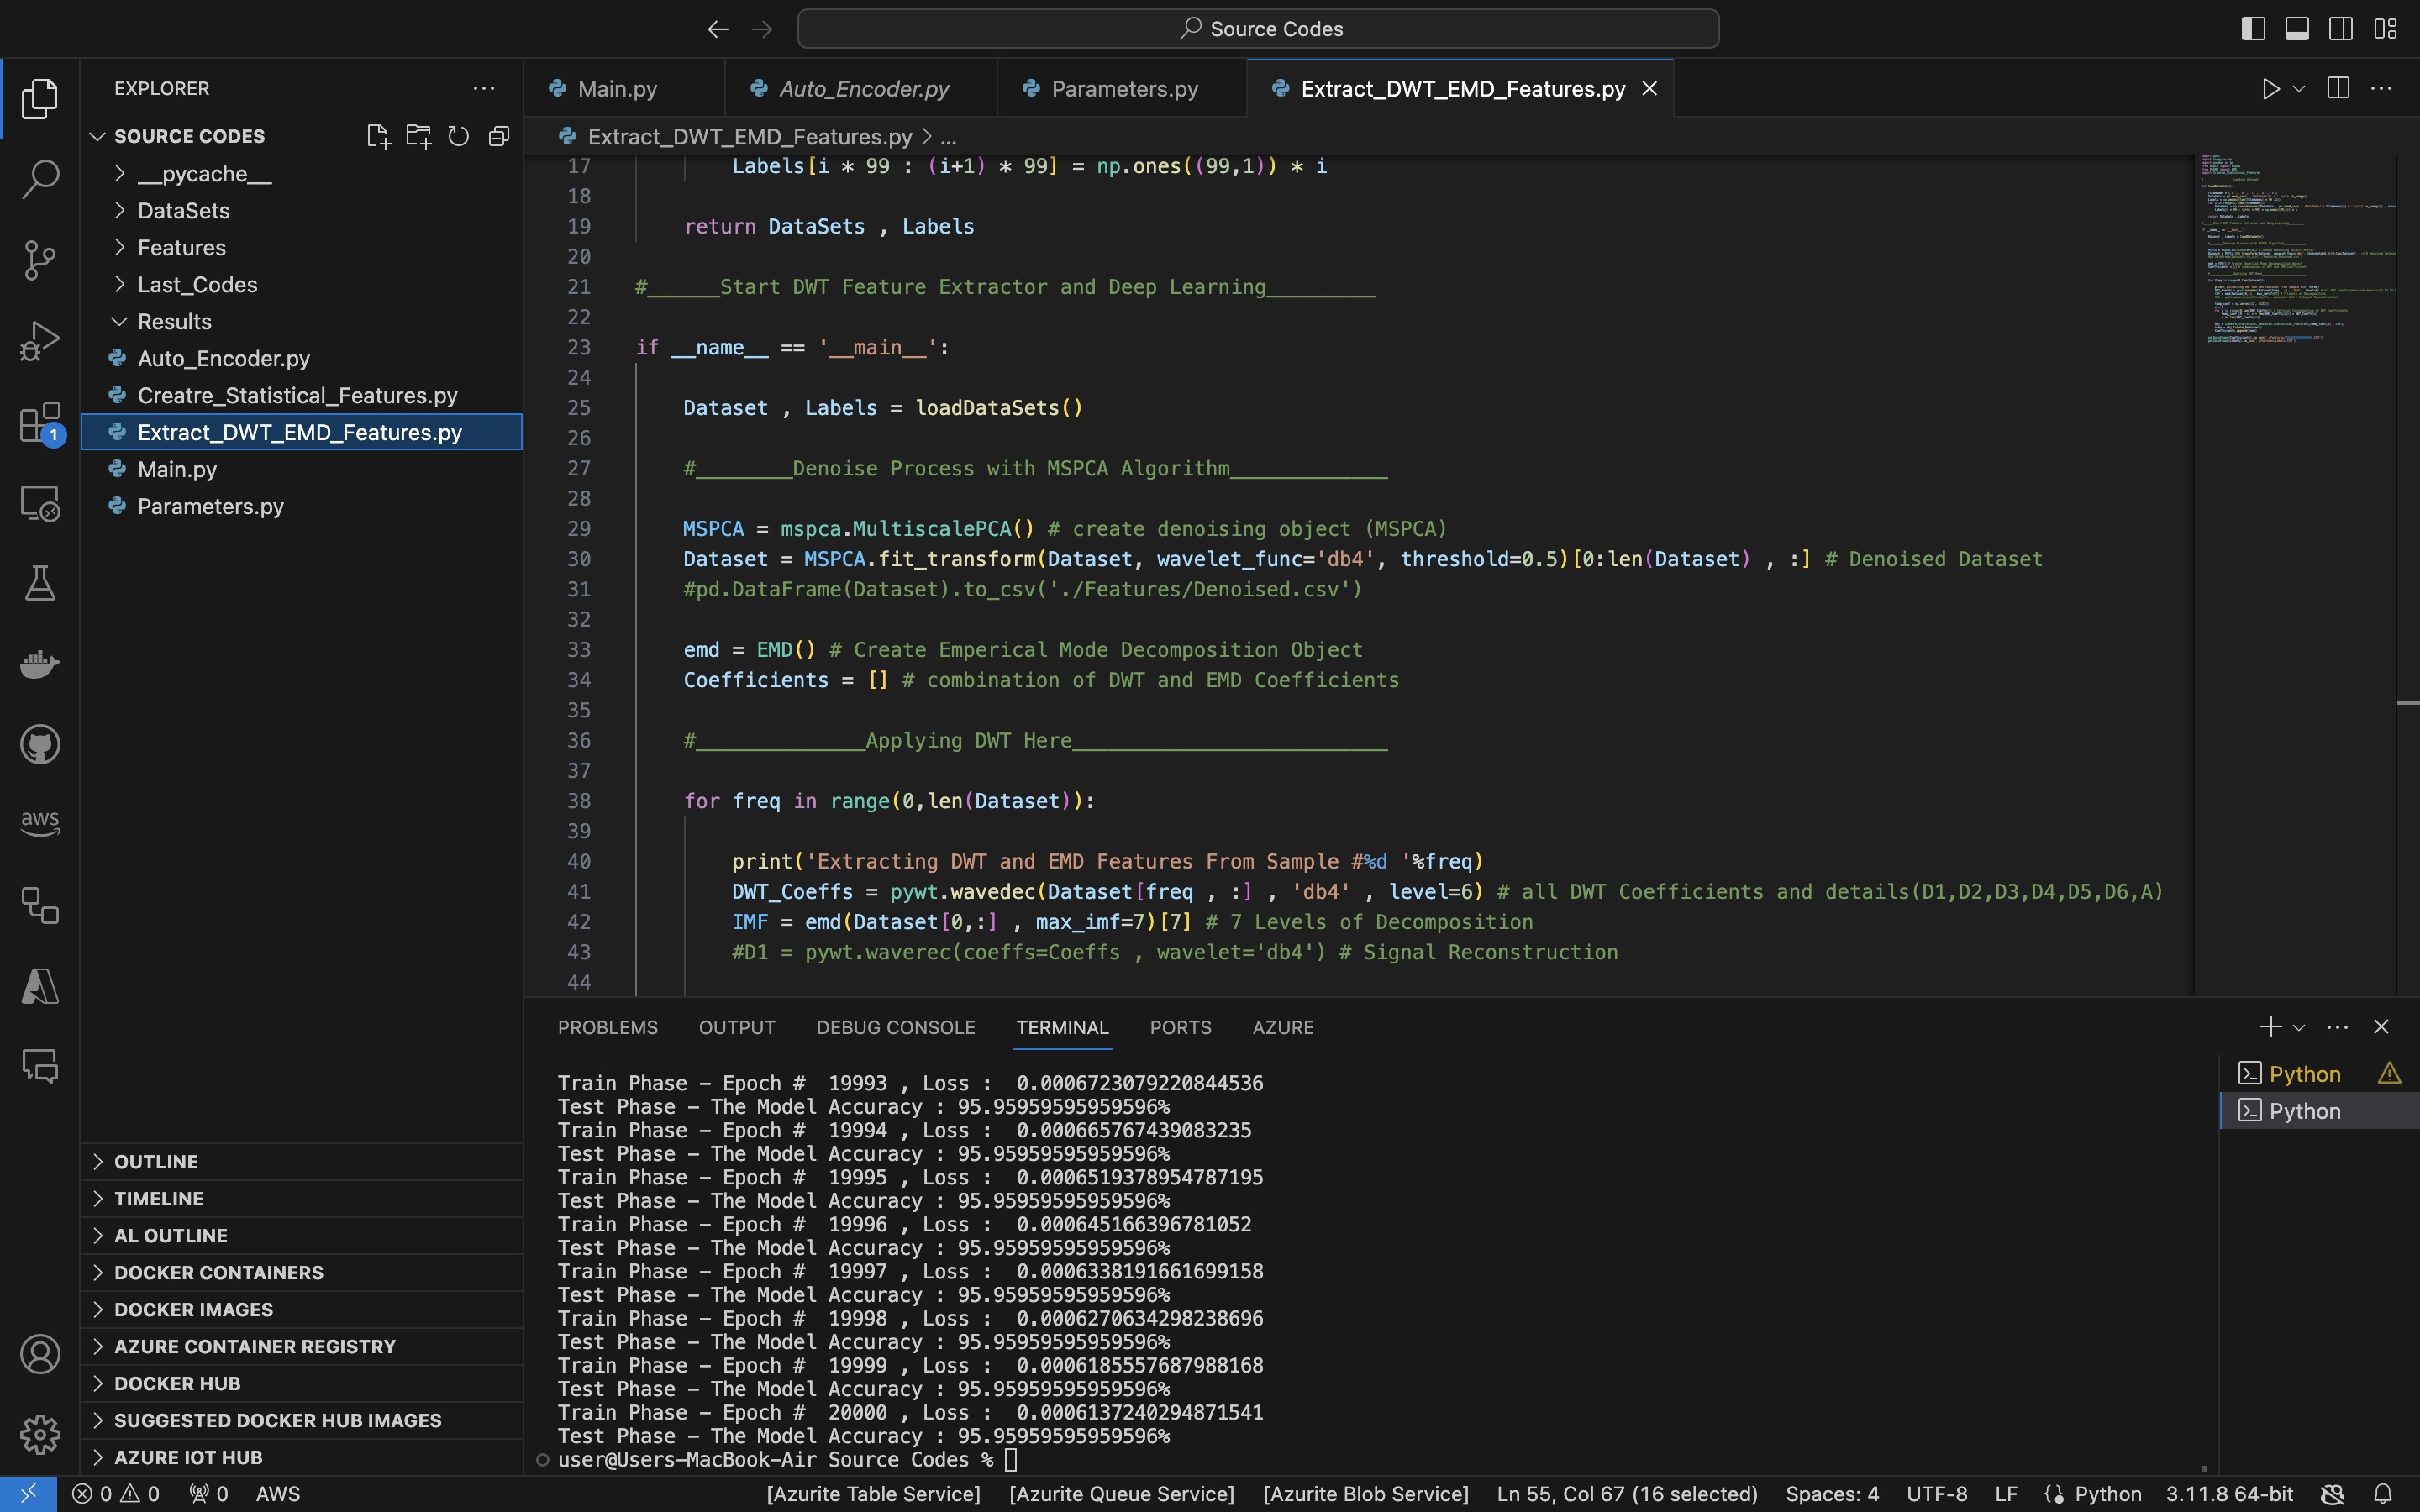 Source Codes
EXPLORER
SOURCE CODES
__pycache__
DataSets
Features
Last_Codes
Results
Auto_Encoder.py
Creatre_Statistical_Features.py
Extract_DWT_EMD_Features.py
Main.py
Parameters.py
OUTLINE
TIMELINE
AL OUTLINE
DOCKER CONTAINERS
DOCKER IMAGES
AZURE CONTAINER REGISTRY
DOCKER HUB
SUGGESTED DOCKER HUB IMAGES
AZURE IOT HUB
1
aws
Main.py Auto_Encoder.py Parameters.py Extract_DWT_EMD_Features.py
Extract_DWT_EMD_Features.py > ...
17 Labels[i * 99 : (i+1) * 99] = np.ones((99,1)) * i
18
19 return DataSets , Labels
20
21 #______Start DWT Feature Extractor and Deep Learning_________
22
23 if __name__ == '__main__':
24
25 Dataset , Labels = loadDataSets()
26
27 #________Denoise Process with MSPCA Algorithm_____________
28
29 MSPCA = mspca.MultiscalePCA() # create denoising object (MSPCA)
30 Dataset = MSPCA.fit_transform(Dataset, wavelet_func='db4', threshold=0.5)[0:len(Dataset) , :] # Denoised Dataset
31 #pd.DataFrame(Dataset).to_csv('./Features/Denoised.csv')
32
33 emd = EMD() # Create Emperical Mode Decomposition Object
34 Coefficients = [] # combination of DWT and EMD Coefficients
35
36 #______________Applying DWT Here__________________________
37
38 for freq in range(0,len(Dataset)):
39
40 print('Extracting DWT and EMD Features From Sample #%d '%freq)
41 DWT_Coeffs = pywt.wavedec(Dataset[freq , :] , 'db4' , level=6) # all DWT Coefficients and details(D1,D2,D3,D4,D5,D6,A)
42 IMF = emd(Dataset[0,:] , max_imf=7)[7] # 7 Levels of Decomposition
43 #D1 = pywt.waverec(coeffs=Coeffs , wavelet='db4') # Signal Reconstruction
44
PROBLEMS OUTPUT DEBUG CONSOLE TERMINAL PORTS AZURE
Train Phase - Epoch # 19993 , Loss : 0.0006723079220844536
Test Phase - The Model Accuracy : 95.95959595959596%
Train Phase - Epoch # 19994 , Loss : 0.000665767439083235
Test Phase - The Model Accuracy : 95.95959595959596%
Train Phase - Epoch # 19995 , Loss : 0.0006519378954787195
Test Phase - The Model Accuracy : 95.95959595959596%
Train Phase - Epoch # 19996 , Loss : 0.000645166396781052
Test Phase - The Model Accuracy : 95.95959595959596%
Train Phase - Epoch # 19997 , Loss : 0.0006338191661699158
Test Phase - The Model Accuracy : 95.95959595959596%
Train Phase - Epoch # 19998 , Loss : 0.0006270634298238696
Test Phase - The Model Accuracy : 95.95959595959596%
Train Phase - Epoch # 19999 , Loss : 0.0006185557687988168
Test Phase - The Model Accuracy : 95.95959595959596%
Train Phase - Epoch # 20000 , Loss : 0.0006137240294871541
Test Phase - The Model Accuracy : 95.95959595959596%
user@Users-MacBook-Air Source Codes %
Python
Python
0 0 0 AWS [Azurite Table Service] [Azurite Queue Service] [Azurite Blob Service] Ln 55, Col 67 (16 selected) Spaces: 4 UTF-8 LF Python 3.11.8 64-bit